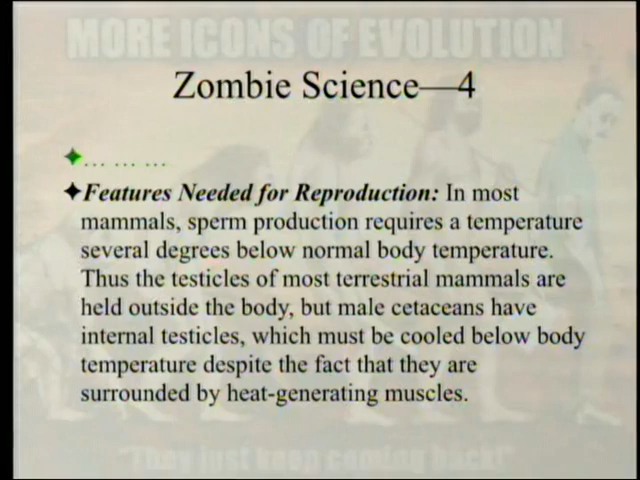 MORE ICONS OF EVOLUTION
Zombie Science—4
... ... ...
Features Needed for Reproduction: In most
mammals, sperm production requires a temperature
several degrees below normal body temperature.
Thus the testicles of most terrestrial mammals are
held outside the body, but male cetaceans have
internal testicles, which must be cooled below body
temperature despite the fact that they are
surrounded by heat-generating muscles.
"They just keep coming back!"